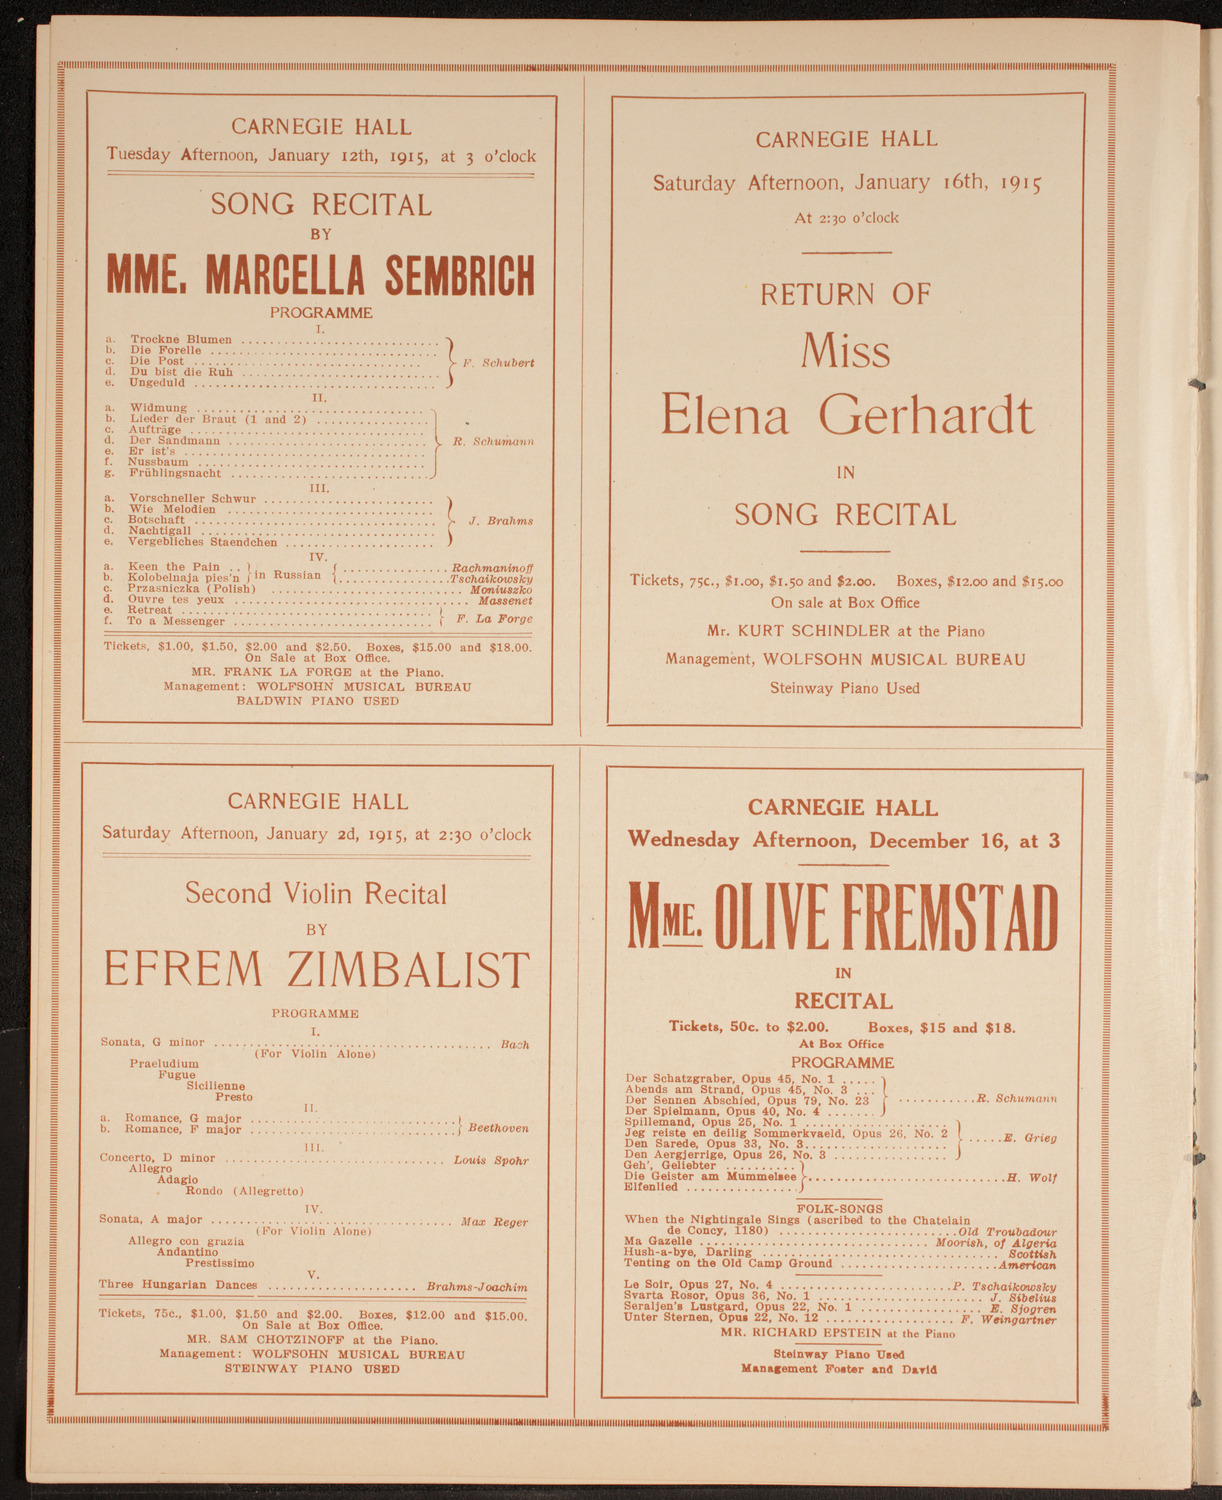 CARNEGIE HALL
Tuesday Afternoon, January 12th, 1915, at 3 o'clock
SONG RECITAL
BY
MME. MARCELLA SEMBRICH
PROGRAMME
I.
a. Trockne Blumen
b. Die Forelle
c. Die Post
d. Du bist die Ruh
e. Ungeduld
F. Schubert
II.
a. Widmung
b. Lieder der Braut (1 and 2)
c. Aufträge
d. Der Sandmann
e. Er ist's
f. Nussbaum
g. Frühlingsnacht
R. Schumann
III.
a. Vorschneller Schwur
b. Wie Melodien
c. Botschaft
d. Nachtigall
e. Vergebliches Staendchen
J. Brahms
IV.
a. Keen the Pain .. Rachmaninoff
b. Kolobelnaja pies'n } in Russian { Tschaikowsky
c. Przasniczka (Polish) Moniuszko
d. Ouvre tes yeux Massenet
e. Retreat
f. To a Messenger
F. La Forge
Tickets, $1.00, $1.50, $2.00 and $2.50. Boxes, $15.00 and $18.00.
On Sale at Box Office.
MR. FRANK LA FORGE at the Piano.
Management: WOLFSOHN MUSICAL BUREAU
BALDWIN PIANO USED
CARNEGIE HALL
Saturday Afternoon, January 16th, 1915
At 2:30 o'clock
RETURN OF
Miss
Elena Gerhardt
IN
SONG RECITAL
Tickets, 75c., $1.00, $1.50 and $2.00. Boxes, $12.00 and $15.00
On sale at Box Office
Mr. KURT SCHINDLER at the Piano
Management, WOLFSOHN MUSICAL BUREAU
Steinway Piano Used
CARNEGIE HALL
Saturday Afternoon, January 2d, 1915, at 2:30 o'clock
Second Violin Recital
BY
EFREM ZIMBALIST
PROGRAMME
I.
Sonata, G minor Bach
(For Violin Alone)
Praeludium
Fugue
Sicilienne
Presto
II.
a. Romance, G major
b. Romance, F major
Beethoven
III.
Concerto, D minor Louis Spohr
Allegro
Adagio
Rondo (Allegretto)
IV.
Sonata, A major Max Reger
(For Violin Alone)
Allegro con grazia
Andantino
Prestissimo
V.
Three Hungarian Dances Brahms-Joachim
Tickets, 75c., $1.00, $1.50 and $2.00. Boxes, $12.00 and $15.00.
On Sale at Box Office.
MR. SAM CHOTZINOFF at the Piano.
Management: WOLFSOHN MUSICAL BUREAU
STEINWAY PIANO USED
CARNEGIE HALL
Wednesday Afternoon, December 16, at 3
MME. OLIVE FREMSTAD
IN
RECITAL
Tickets, 50c. to $2.00. Boxes, $15 and $18.
At Box Office
PROGRAMME
Der Schatzgraber, Opus 45, No. 1
Abends am Strand, Opus 45, No. 3
Der Sennen Abschied, Opus 79, No. 23
Der Spielmann, Opus 40, No. 4
R. Schumann
Spillemand, Opus 25, No. 1
Jeg reiste en deilig Sommerkvaeld, Opus 26, No. 2
Den Sarede, Opus 33, No. 3
Den Aergjerrige, Opus 26, No. 3
E. Grieg
Geh', Geliebter
Die Geister am Mummelsee
Elfenlied
H. Wolf
FOLK-SONGS
When the Nightingale Sings (ascribed to the Chatelain
de Concy, 1180) Old Troubadour
Ma Gazelle Moorish, of Algeria
Hush-a-bye, Darling Scottish
Tenting on the Old Camp Ground American
Le Soir, Opus 27, No. 4 P. Tschaikowsky
Svarta Rosor, Opus 36, No. 1 J. Sibelius
Seraljen's Lustgard, Opus 22, No. 1 E. Sjogren
Unter Sternen, Opus 22, No. 12 F. Weingartner
MR. RICHARD EPSTEIN at the Piano
Steinway Piano Used
Management Foster and David